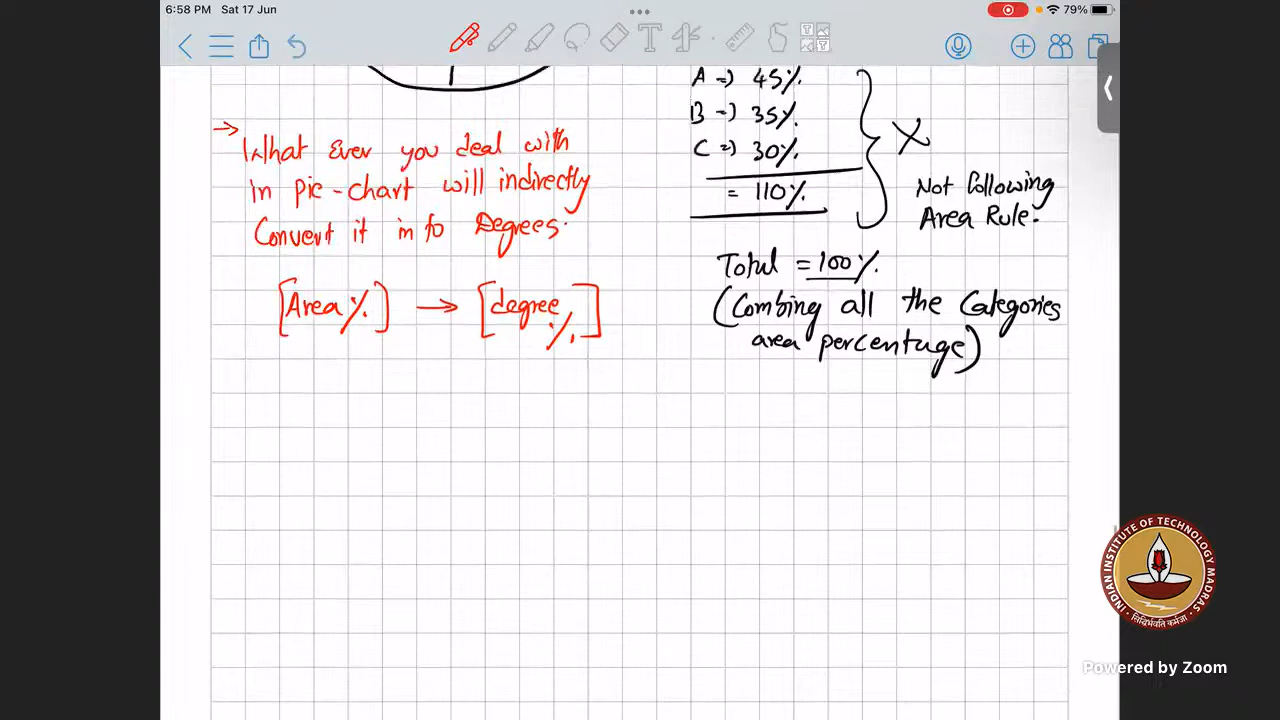 6:58 PM Sat 17 Jun
79%
A => 45%.
B => 35%.
C => 30%.
= 110%.
X
Not Following
Area Rule.
Total = 100%.
(Combing all the Categories
area percentage)
→ What Ever you deal with
in pie-chart will indirectly
Convert it in to Degrees.
[Area %] → [degree %]
INDIAN INSTITUTE OF TECHNOLOGY MADRAS
सिद्धिर्भवति कर्मजा
Powered by Zoom